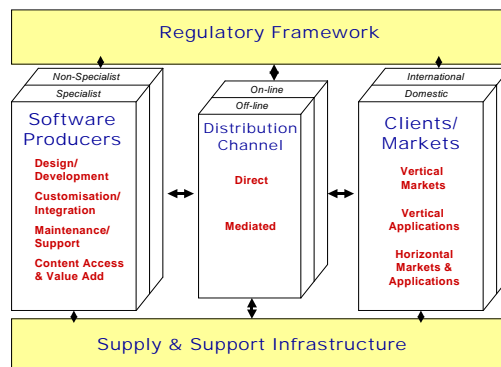 Regulatory Framework
Non-Specialist
Specialist
Software
Producers
Design/
Development
Customisation/
Integration
Maintenance/
Support
Content Access
& Value Add
On-line
Off-line
Distribution
Channel
Direct
Mediated
International
Domestic
Clients/
Markets
Vertical
Markets
Vertical
Applications
Horizontal
Markets &
Applications
Supply & Support Infrastructure